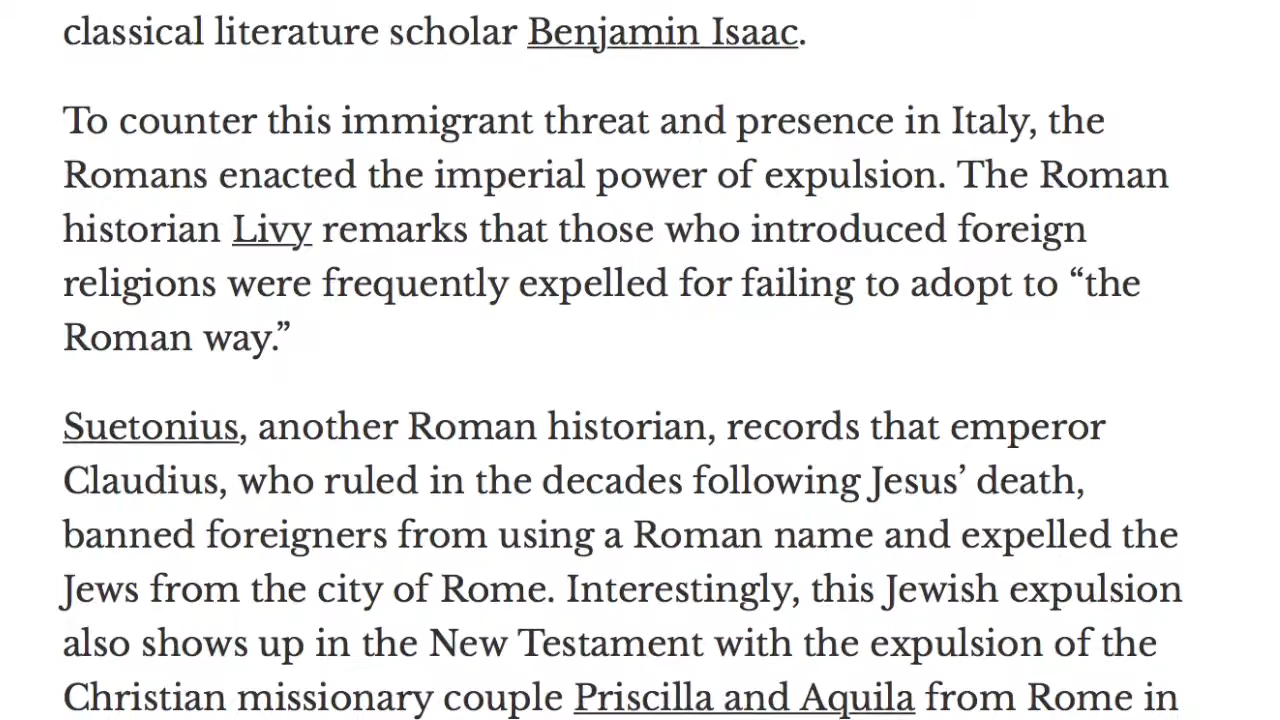 classical literature scholar Benjamin Isaac.
To counter this immigrant threat and presence in Italy, the
Romans enacted the imperial power of expulsion. The Roman
historian Livy remarks that those who introduced foreign
religions were frequently expelled for failing to adopt to “the
Roman way.”
Suetonius, another Roman historian, records that emperor
Claudius, who ruled in the decades following Jesus’ death,
banned foreigners from using a Roman name and expelled the
Jews from the city of Rome. Interestingly, this Jewish expulsion
also shows up in the New Testament with the expulsion of the
Christian missionary couple Priscilla and Aquila from Rome in